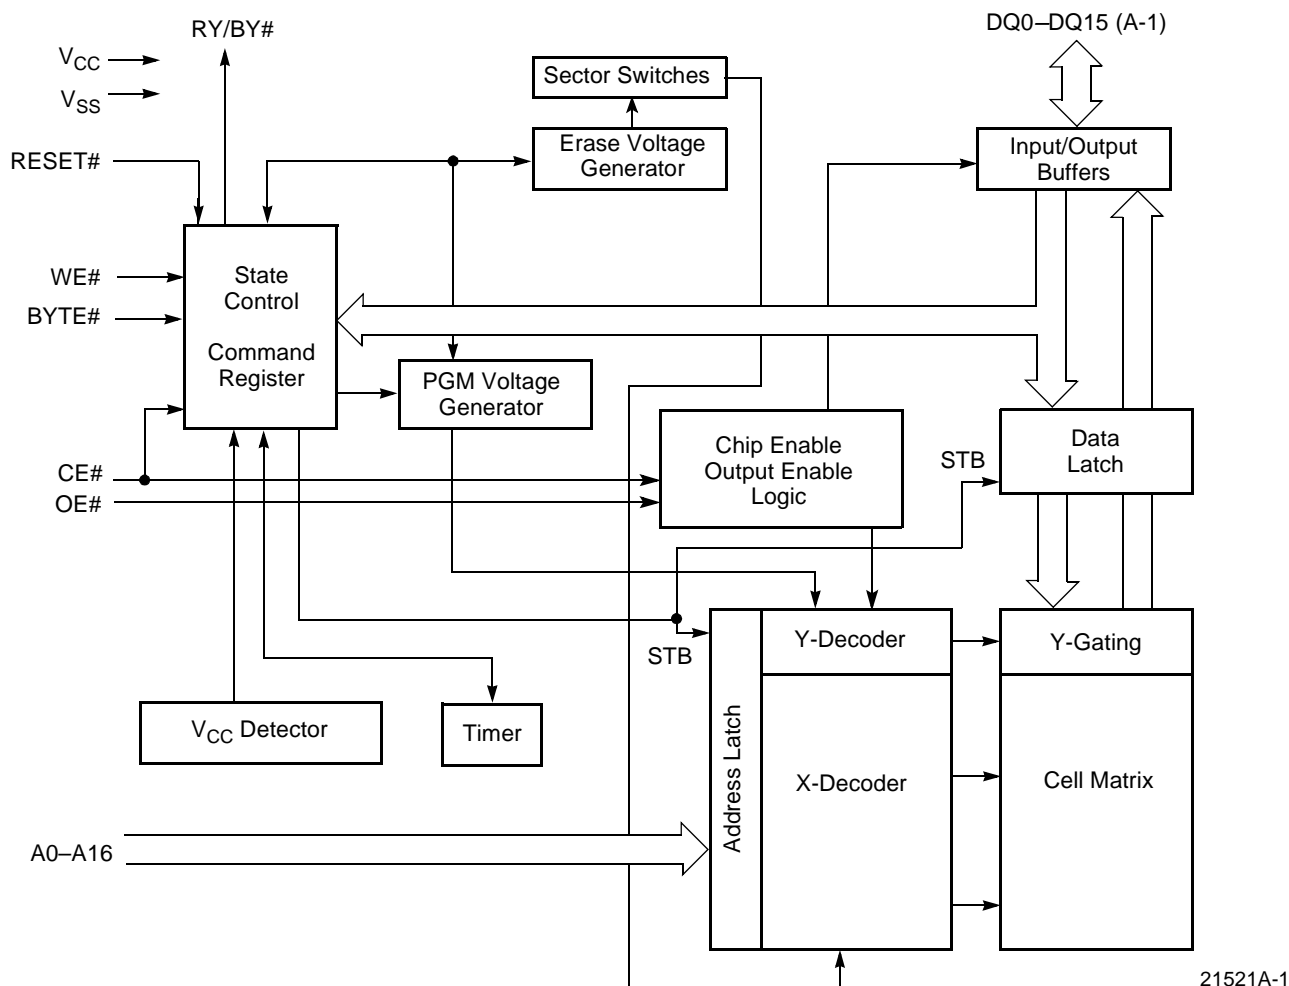 RY/BY#
DQ0–DQ15 (A-1)
VCC
VSS
Sector Switches
RESET#
Erase Voltage
Generator
Input/Output
Buffers
WE#
BYTE#
State
Control
Command
Register
PGM Voltage
Generator
CE#
OE#
Chip Enable
Output Enable
Logic
STB
Data
Latch
STB
Y-Decoder
Y-Gating
VCC Detector
Timer
Address Latch
X-Decoder
Cell Matrix
A0–A16
21521A-1